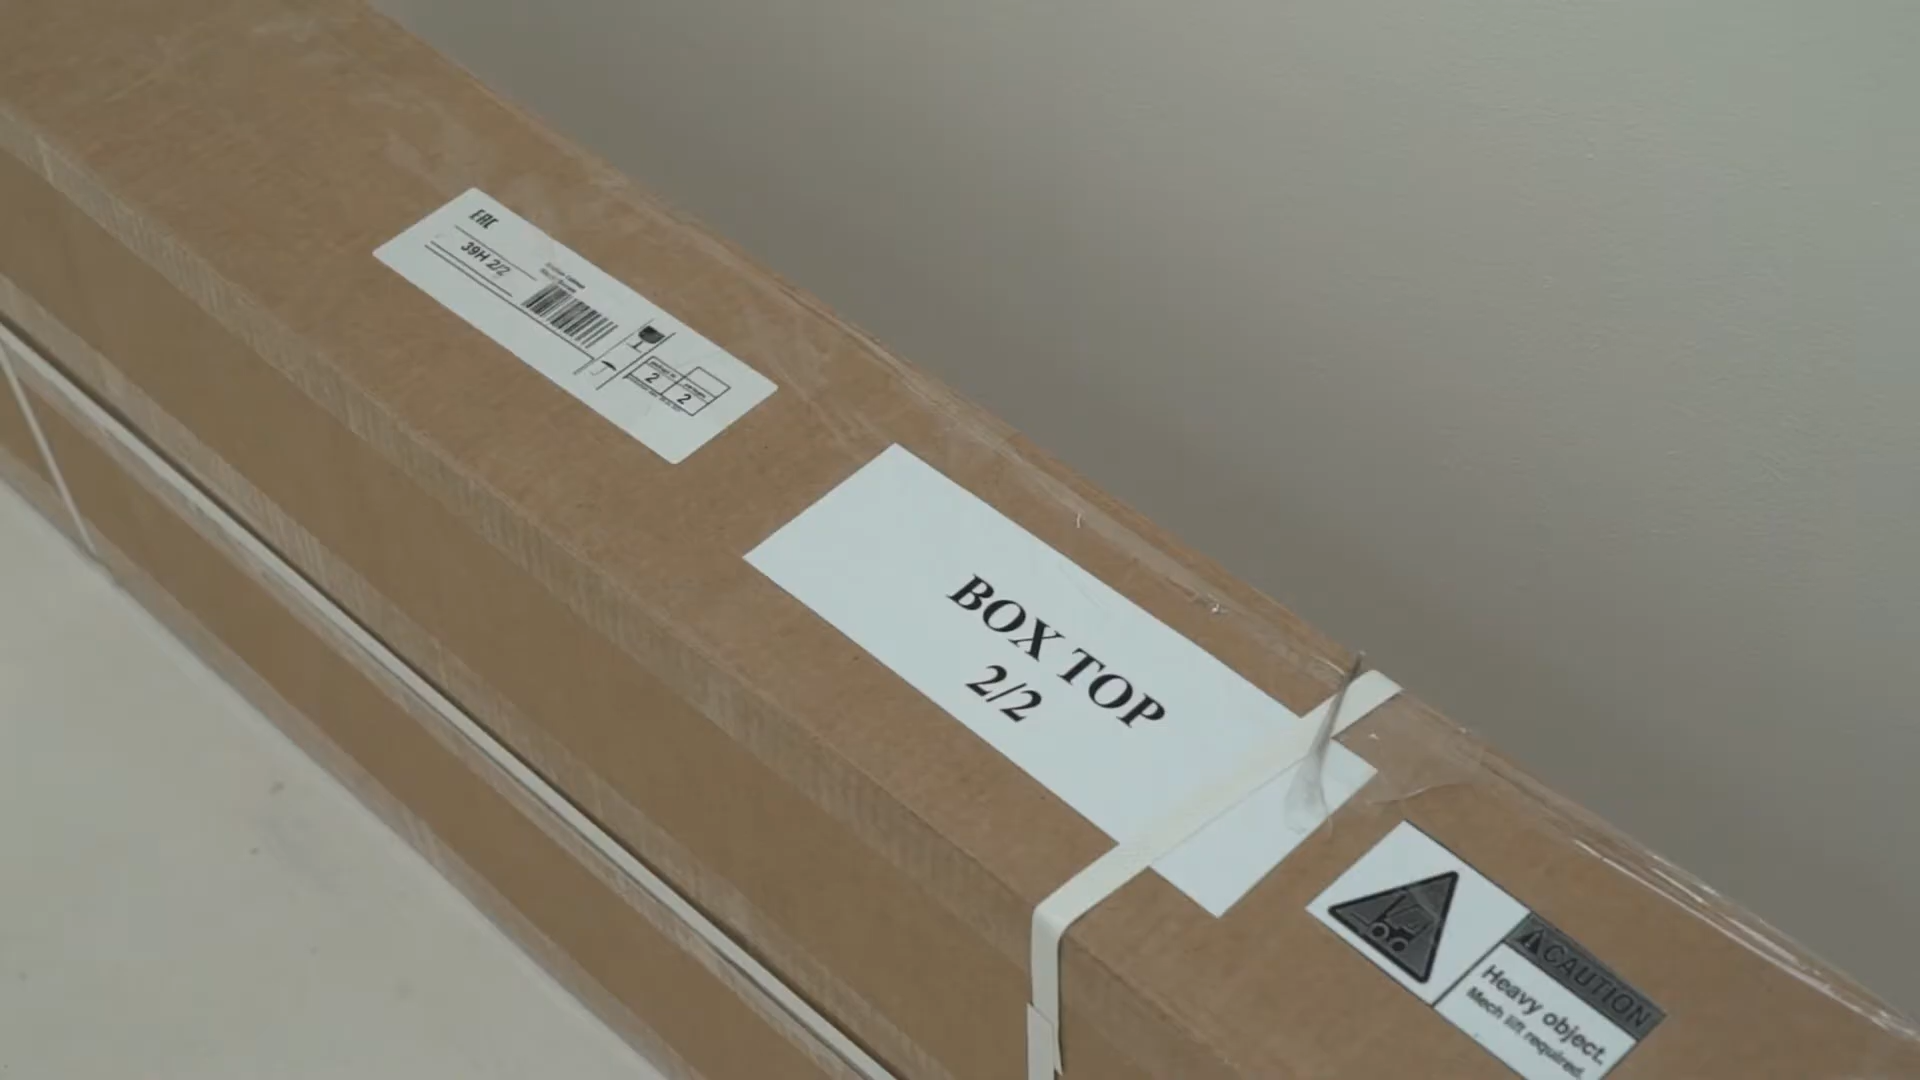 EAC
39H 2/2
2
2
BOX TOP
2/2
CAUTION
Heavy object.
Mech lift required.